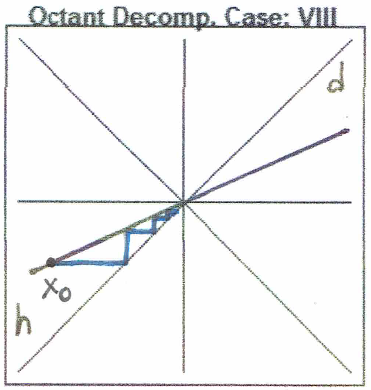 Octant Decomp. Case: VIII
d
x₀
h